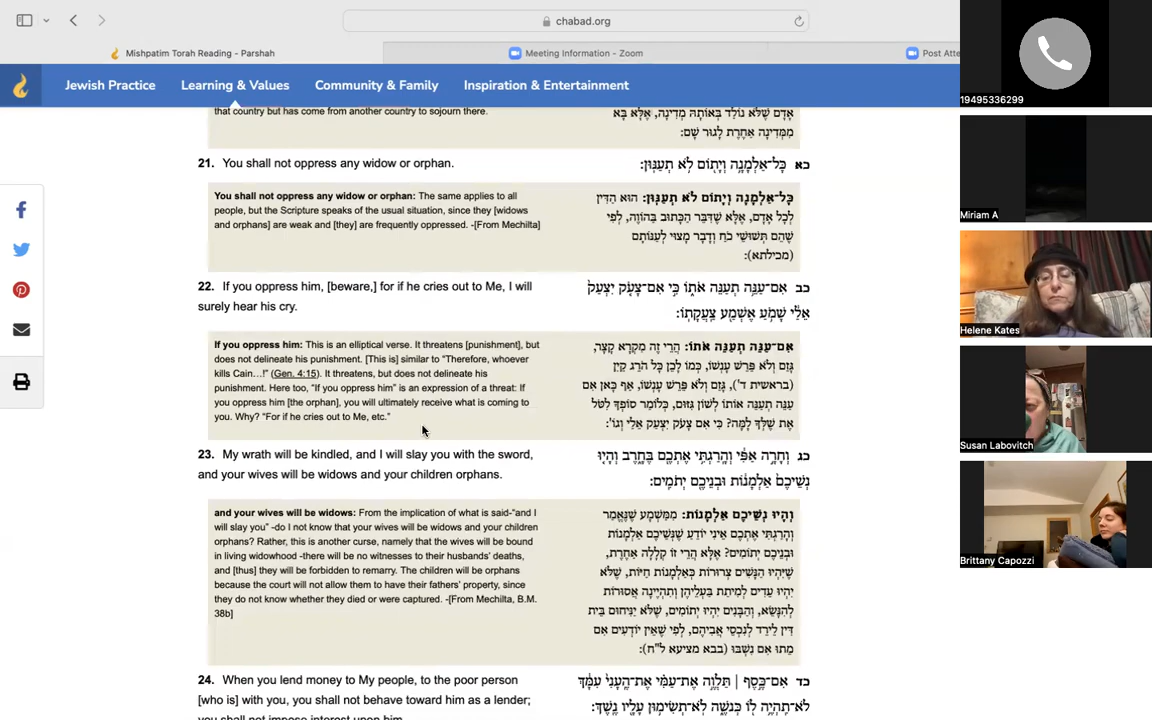 chabad.org
Mishpatim Torah Reading - Parshah
Meeting Information - Zoom
Post Atte
Jewish Practice
Learning & Values
Community & Family
Inspiration & Entertainment
that country but has come from another country to sojourn there.
אָדָם שֶׁלֹּא נוֹלַד בְּאוֹתָהּ מְדִינָה, אֶלָּא בָּא
מִמְּדִינָה אַחֶרֶת לָגוּר שָׁם:
21. You shall not oppress any widow or orphan.
כא כָּל־אַלְמָנָ֥ה וְיָת֖וֹם לֹ֥א תְעַנּֽוּן:
You shall not oppress any widow or orphan: The same applies to all
people, but the Scripture speaks of the usual situation, since they [widows
and orphans] are weak and [they] are frequently oppressed. -[From Mechilta]
כָּל־אַלְמָנָה וְיָתוֹם לֹא תְעַנּוּן: הוּא הַדִּין
לְכָל אָדָם, אֶלָּא שֶׁדִּבֵּר הַכָּתוּב בַּהוֹוֶה, לְפִי
שֶׁהֵם תְּשׁוּשֵׁי כֹחַ וְדָבָר מָצוּי לְעַנּוֹתָם
(מכילתא):
22. If you oppress him, [beware,] for if he cries out to Me, I will
surely hear his cry.
כב אִם־עַנֵּ֥ה תְעַנֶּ֖ה אֹת֑וֹ כִּ֣י אִם־צָעֹ֤ק יִצְעַק֙
אֵלַ֔י שָׁמֹ֥עַ אֶשְׁמַ֖ע צַֽעֲקָתֽוֹ:
If you oppress him: This is an elliptical verse. It threatens [punishment], but
does not delineate his punishment. [This is] similar to “Therefore, whoever
kills Cain…!” (Gen. 4:15). It threatens, but does not delineate his
punishment. Here too, “If you oppress him” is an expression of a threat: If
you oppress him [the orphan], you will ultimately receive what is coming to
you. Why? “For if he cries out to Me, etc.”
אִם־עַנֵּה תְעַנֶּה אֹתוֹ: הֲרֵי זֶה מִקְרָא קָצָר,
גָּזַם וְלֹא פֵּרַשׁ עָנְשׁוֹ, כְּמוֹ לָכֵן כָּל הֹרֵג קַיִן
(בראשית ד'), גָּזַם וְלֹא פֵּרַשׁ עָנְשׁוֹ, אַף כָּאן אִם
עַנֵּה תְעַנֶּה אוֹתוֹ לְשׁוֹן גִּזּוּם, כְּלוֹמַר סוֹפְךָ לִטֹּל
אֶת שֶׁלְּךָ לָמָּה? כִּי אִם צָעֹק יִצְעַק אֵלַי וְגוֹ':
23. My wrath will be kindled, and I will slay you with the sword,
and your wives will be widows and your children orphans.
כג וְחָרָ֣ה אַפִּ֔י וְהָֽרַגְתִּ֥י אֶתְכֶ֖ם בֶּחָ֑רֶב וְהָי֤וּ
נְשֵׁיכֶם֙ אַלְמָנ֔וֹת וּבְנֵיכֶ֖ם יְתֹמִֽים:
and your wives will be widows: From the implication of what is said-“and I
will slay you” -do I not know that your wives will be widows and your children
orphans? Rather, this is another curse, namely that the wives will be bound
in living widowhood -there will be no witnesses to their husbands’ deaths,
and [thus] they will be forbidden to remarry. The children will be orphans
because the court will not allow them to have their fathers’ property, since
they do not know whether they died or were captured. -[From Mechilta, B.M.
38b]
וְהָיוּ נְשֵׁיכֶם אַלְמָנוֹת: מִמַּשְׁמָע שֶׁנֶּאֱמַר
וְהָרַגְתִּי אֶתְכֶם אֵינִי יוֹדֵעַ שֶׁנְּשֵׁיכֶם אַלְמָנוֹת
וּבְנֵיכֶם יְתוֹמִים? אֶלָּא הֲרֵי זוֹ קְלָלָה אַחֶרֶת,
שֶׁיִּהְיוּ הַנָּשִׁים צְרוּרוֹת כְּאַלְמָנוֹת חַיּוֹת, שֶׁלֹּא
יִהְיוּ עֵדִים לְמִיתַת בַּעֲלֵיהֶן וְתִהְיֶינָה אֲסוּרוֹת
לְהִנָּשֵׂא, וְהַבָּנִים יִהְיוּ יְתוֹמִים, שֶׁלֹּא יַנִּיחוּם בֵּית
דִּין לֵירֵד לְנִכְסֵי אֲבִיהֶם, לְפִי שֶׁאֵין יוֹדְעִים אִם
מֵתוּ אִם נִשְׁבּוּ (בבא מציעא ל"ח):
24. When you lend money to My people, to the poor person
[who is] with you, you shall not behave toward him as a lender;
you shall not impose interest upon him.
כד אִם־כֶּ֣סֶף | תַּלְוֶ֣ה אֶת־עַמִּ֗י אֶת־הֶֽעָנִי֙ עִמָּ֔ךְ
לֹא־תִֽהְיֶ֥ה ל֖וֹ כְּנשֶׁ֑ה לֹֽא־תְשִׂימ֥וּן עָלָ֖יו נֶֽשֶׁךְ:
19495336299
Miriam A
Helene Kates
Susan Labovitch
Brittany Capozzi